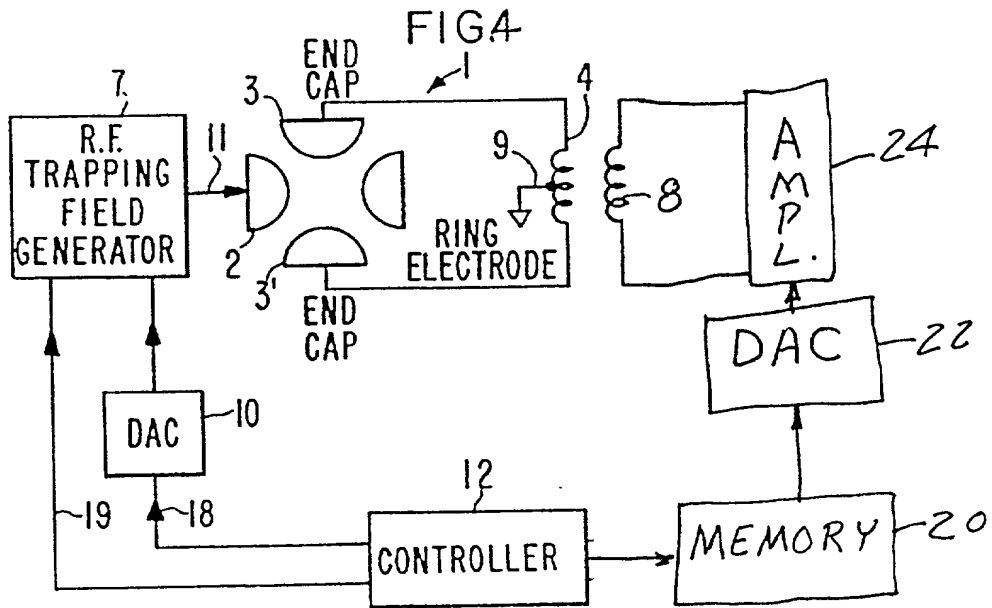 FIG.4
1
END
CAP
3
4
7
R.F.
TRAPPING
FIELD
GENERATOR
11
2
9
8
RING
ELECTRODE
3'
END
CAP
AMPL.
24
DAC
22
DAC
10
19
18
12
CONTROLLER
MEMORY
20